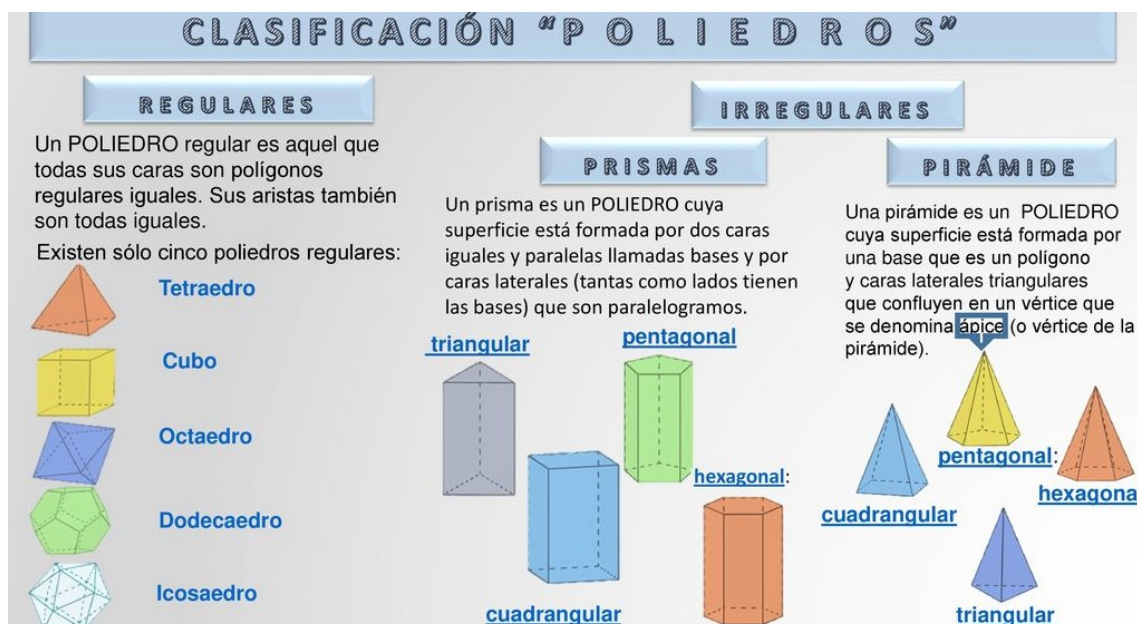 CLASIFICACIÓN “P O L I E D R O S”
REGULARES
Un POLIEDRO regular es aquel que
todas sus caras son polígonos
regulares iguales. Sus aristas también
son todas iguales.
Existen sólo cinco poliedros regulares:
Tetraedro
Cubo
Octaedro
Dodecaedro
Icosaedro
IRREGULARES
PRISMAS
Un prisma es un POLIEDRO cuya
superficie está formada por dos caras
iguales y paralelas llamadas bases y por
caras laterales (tantas como lados tienen
las bases) que son paralelogramos.
triangular
pentagonal
hexagonal:
cuadrangular
PIRÁMIDE
Una pirámide es un POLIEDRO
cuya superficie está formada por
una base que es un polígono
y caras laterales triangulares
que confluyen en un vértice que
se denomina ápice (o vértice de la
pirámide).
pentagonal:
hexagona
cuadrangular
triangular